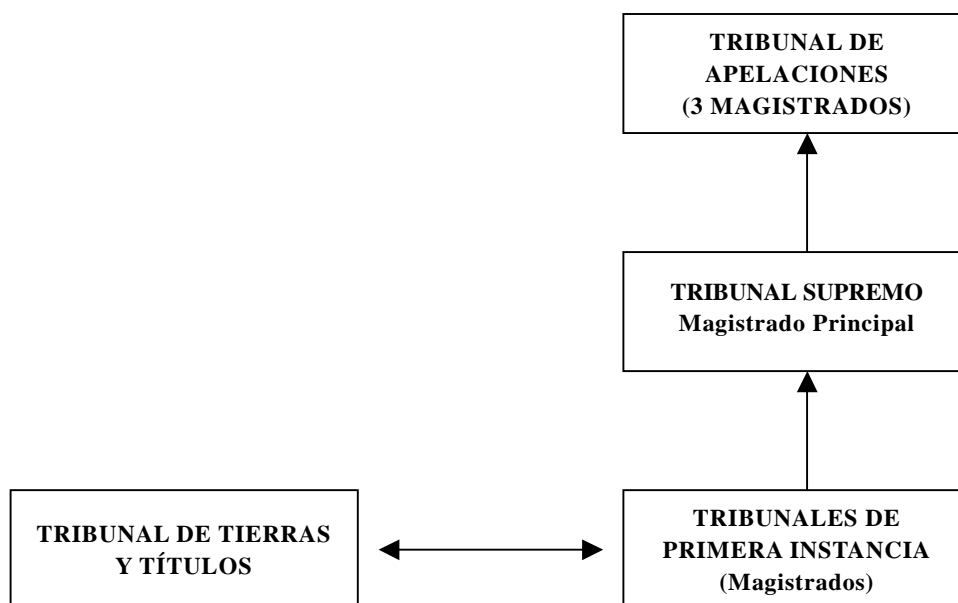 TRIBUNAL DE
APELACIONES
(3 MAGISTRADOS)
TRIBUNAL SUPREMO
Magistrado Principal
TRIBUNAL DE TIERRAS
Y TÍTULOS
TRIBUNALES DE
PRIMERA INSTANCIA
(Magistrados)